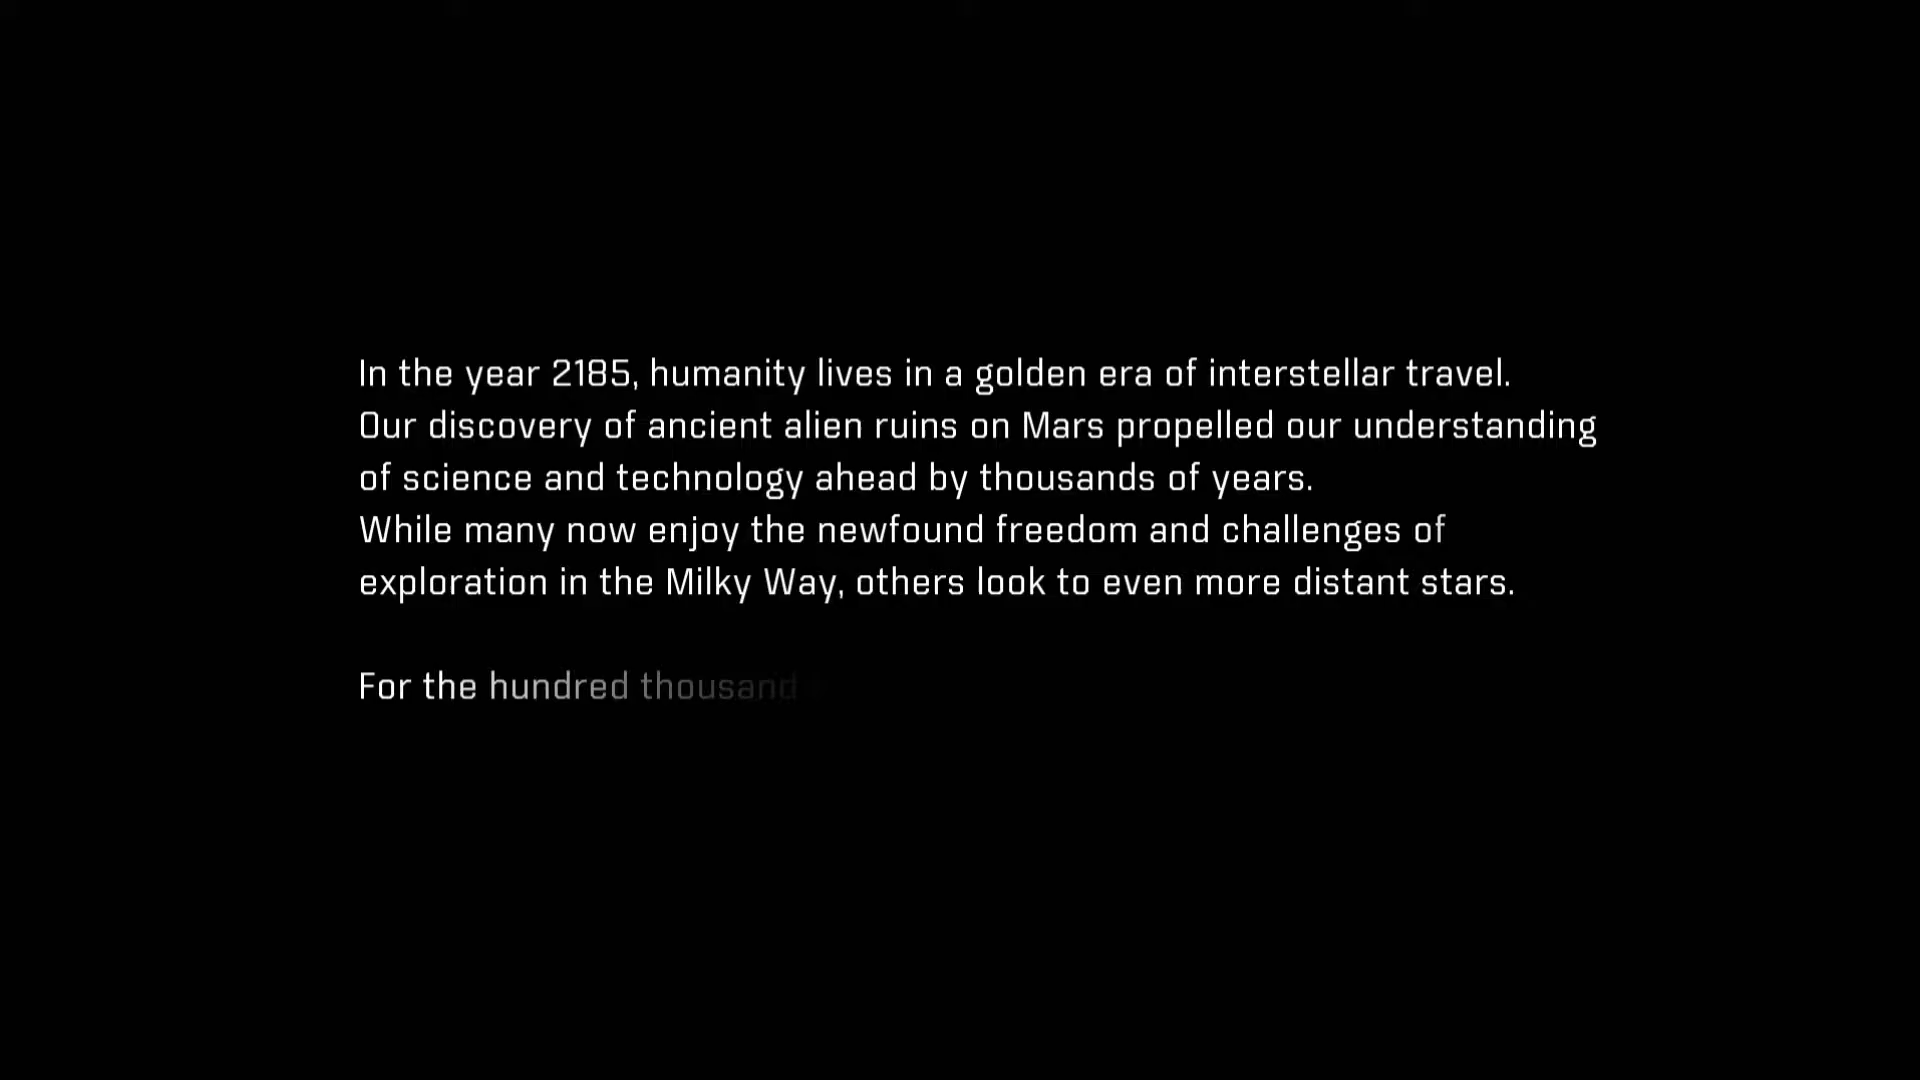 In the year 2185, humanity lives in a golden era of interstellar travel.
Our discovery of ancient alien ruins on Mars propelled our understanding
of science and technology ahead by thousands of years.
While many now enjoy the newfound freedom and challenges of
exploration in the Milky Way, others look to even more distant stars.
For the hundred thousand